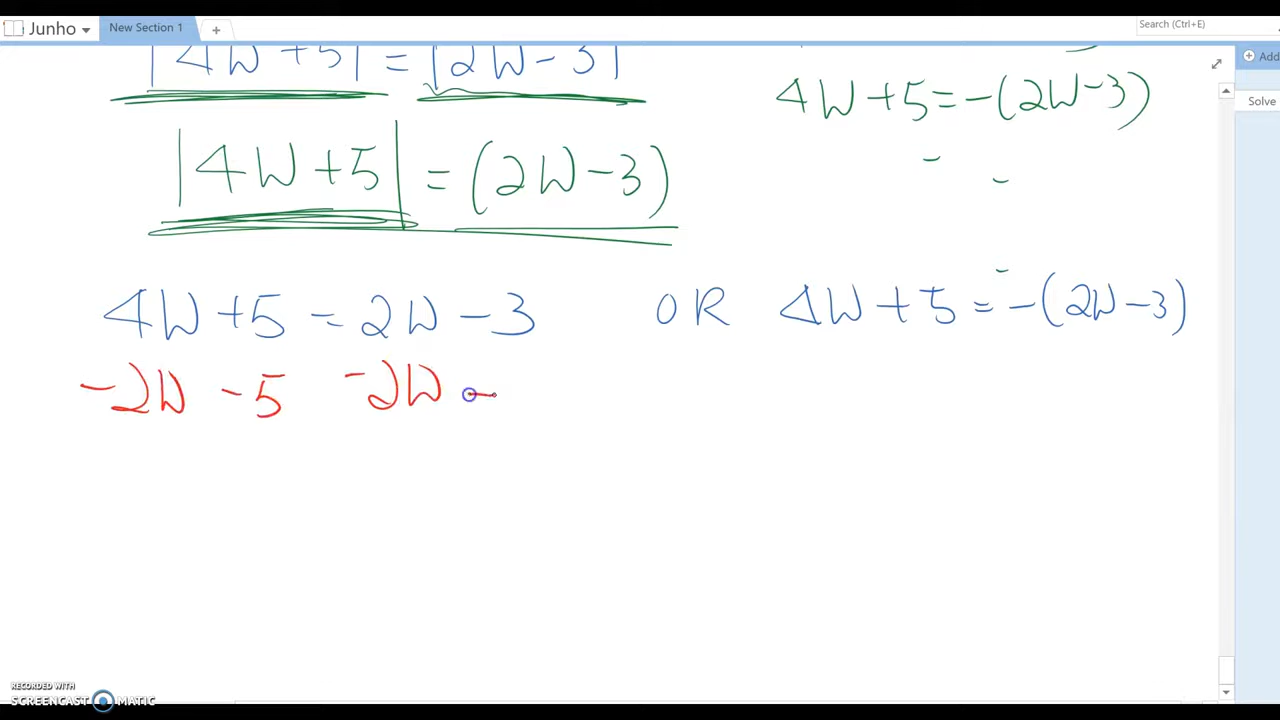 Junho
New Section 1
+
Search (Ctrl+E)
Add
Solve
|4W+5| = |2W-3|
4W+5=-(2W-3)
|4W+5| = (2W-3)
4W+5=2W-3 OR 4W+5=-(2W-3)
-2W -5 -2W -
RECORDED WITH
SCREENCAST MATIC